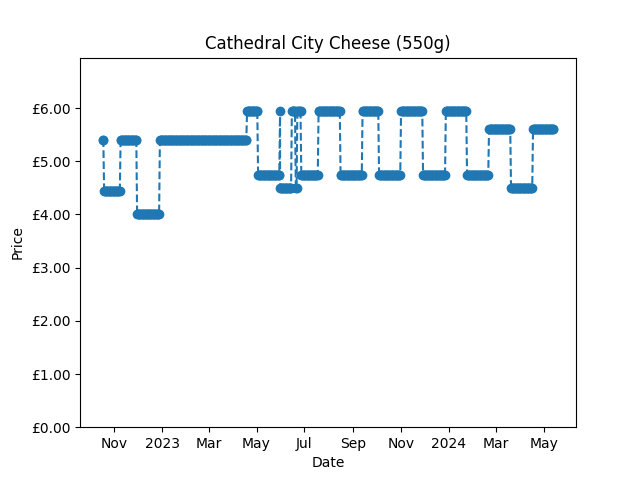 Cathedral City Cheese (550g)
£6.00
£5.00
£4.00
£3.00
£2.00
£1.00
£0.00
Price
Nov 2023 Mar May Jul Sep Nov 2024 Mar May
Date